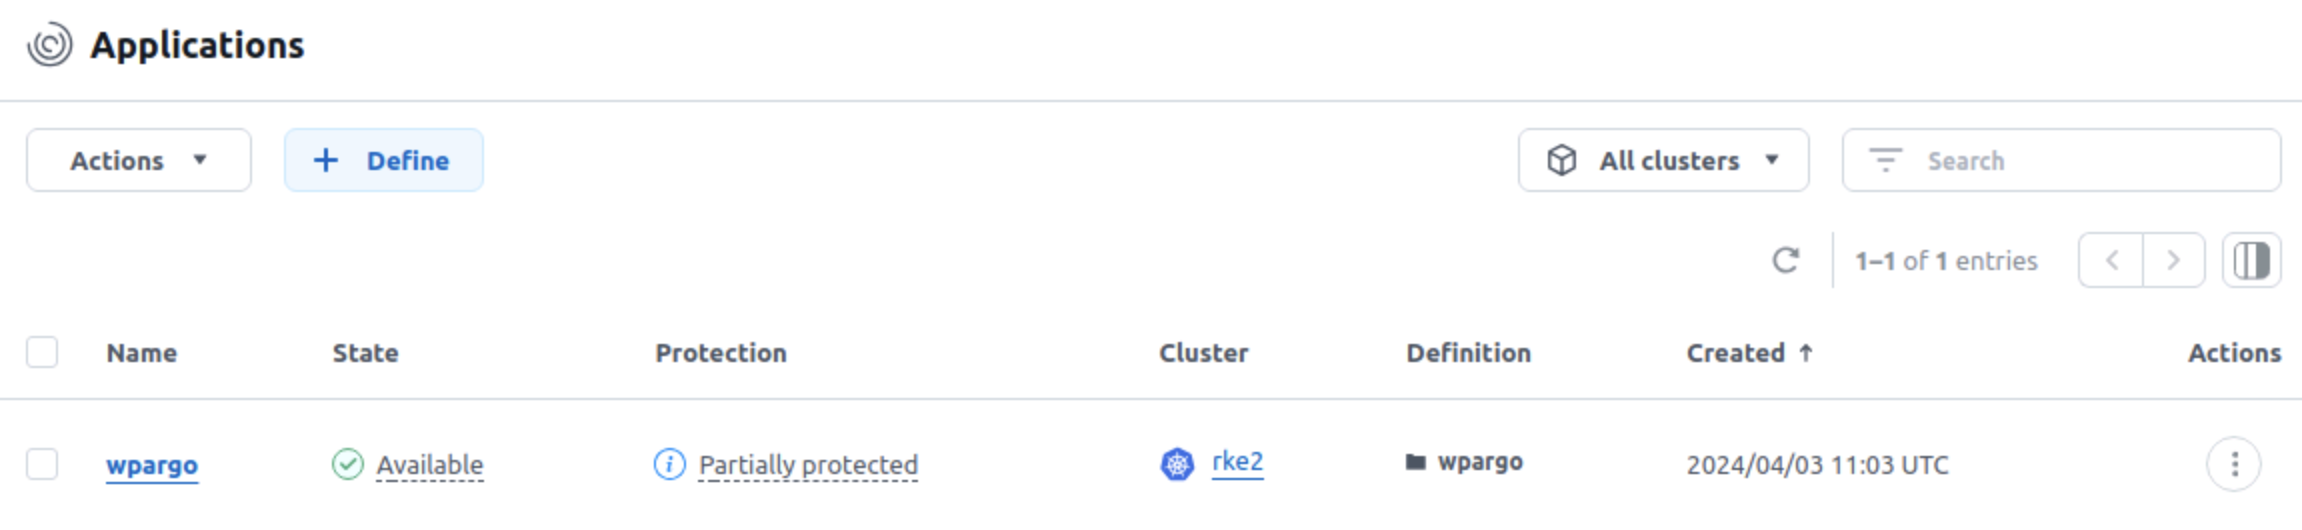 Applications
Actions Define All clusters Search
1–1 of 1 entries
Name State Protection Cluster Definition Created ↑ Actions
wpargo Available Partially protected rke2 wpargo 2024/04/03 11:03 UTC